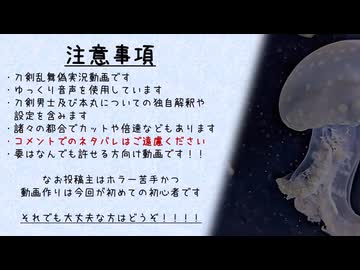 注意事項
・刀剣乱舞偽実況動画です
・ゆっくり音声を使用しています
・刀剣男士及び本丸についての独自解釈や
設定を含みます
・諸々の都合でカットや倍速などもあります
・コメントでのネタバレはご遠慮ください
・要はなんでも許せる方向け動画です！！
なお投稿主はホラー苦手かつ
動画作りは今回が初めての初心者です
それでも大丈夫な方はどうぞ！！！！